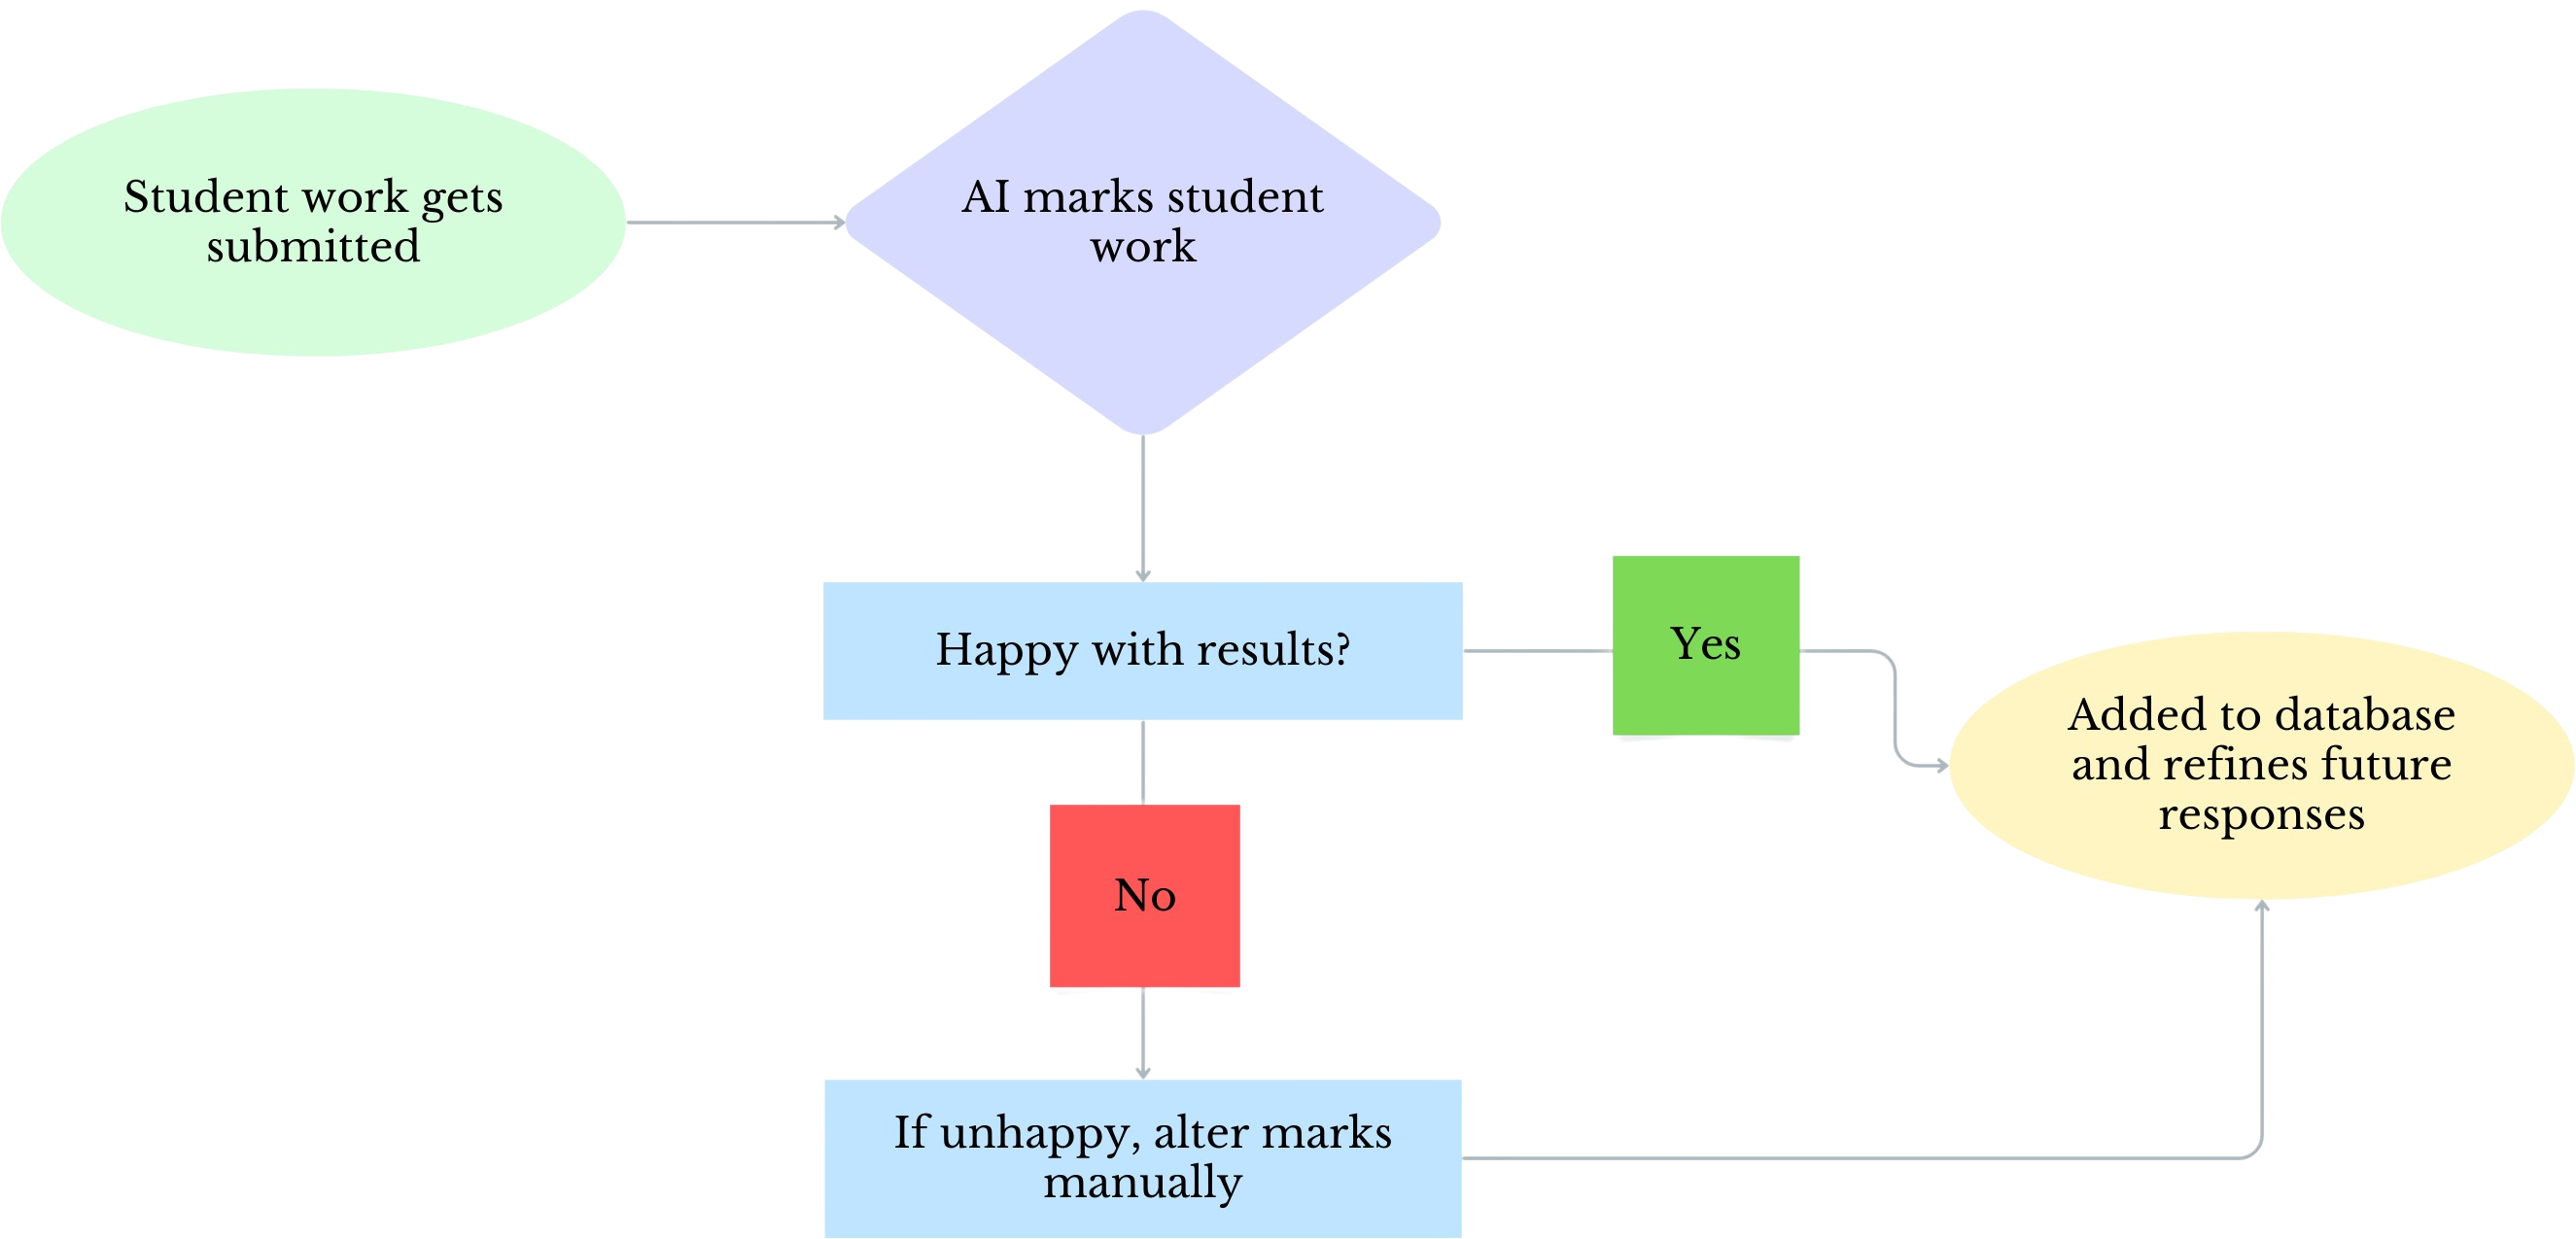 Student work gets
submitted
AI marks student
work
Happy with results?
Yes
Added to database
and refines future
responses
No
If unhappy, alter marks
manually